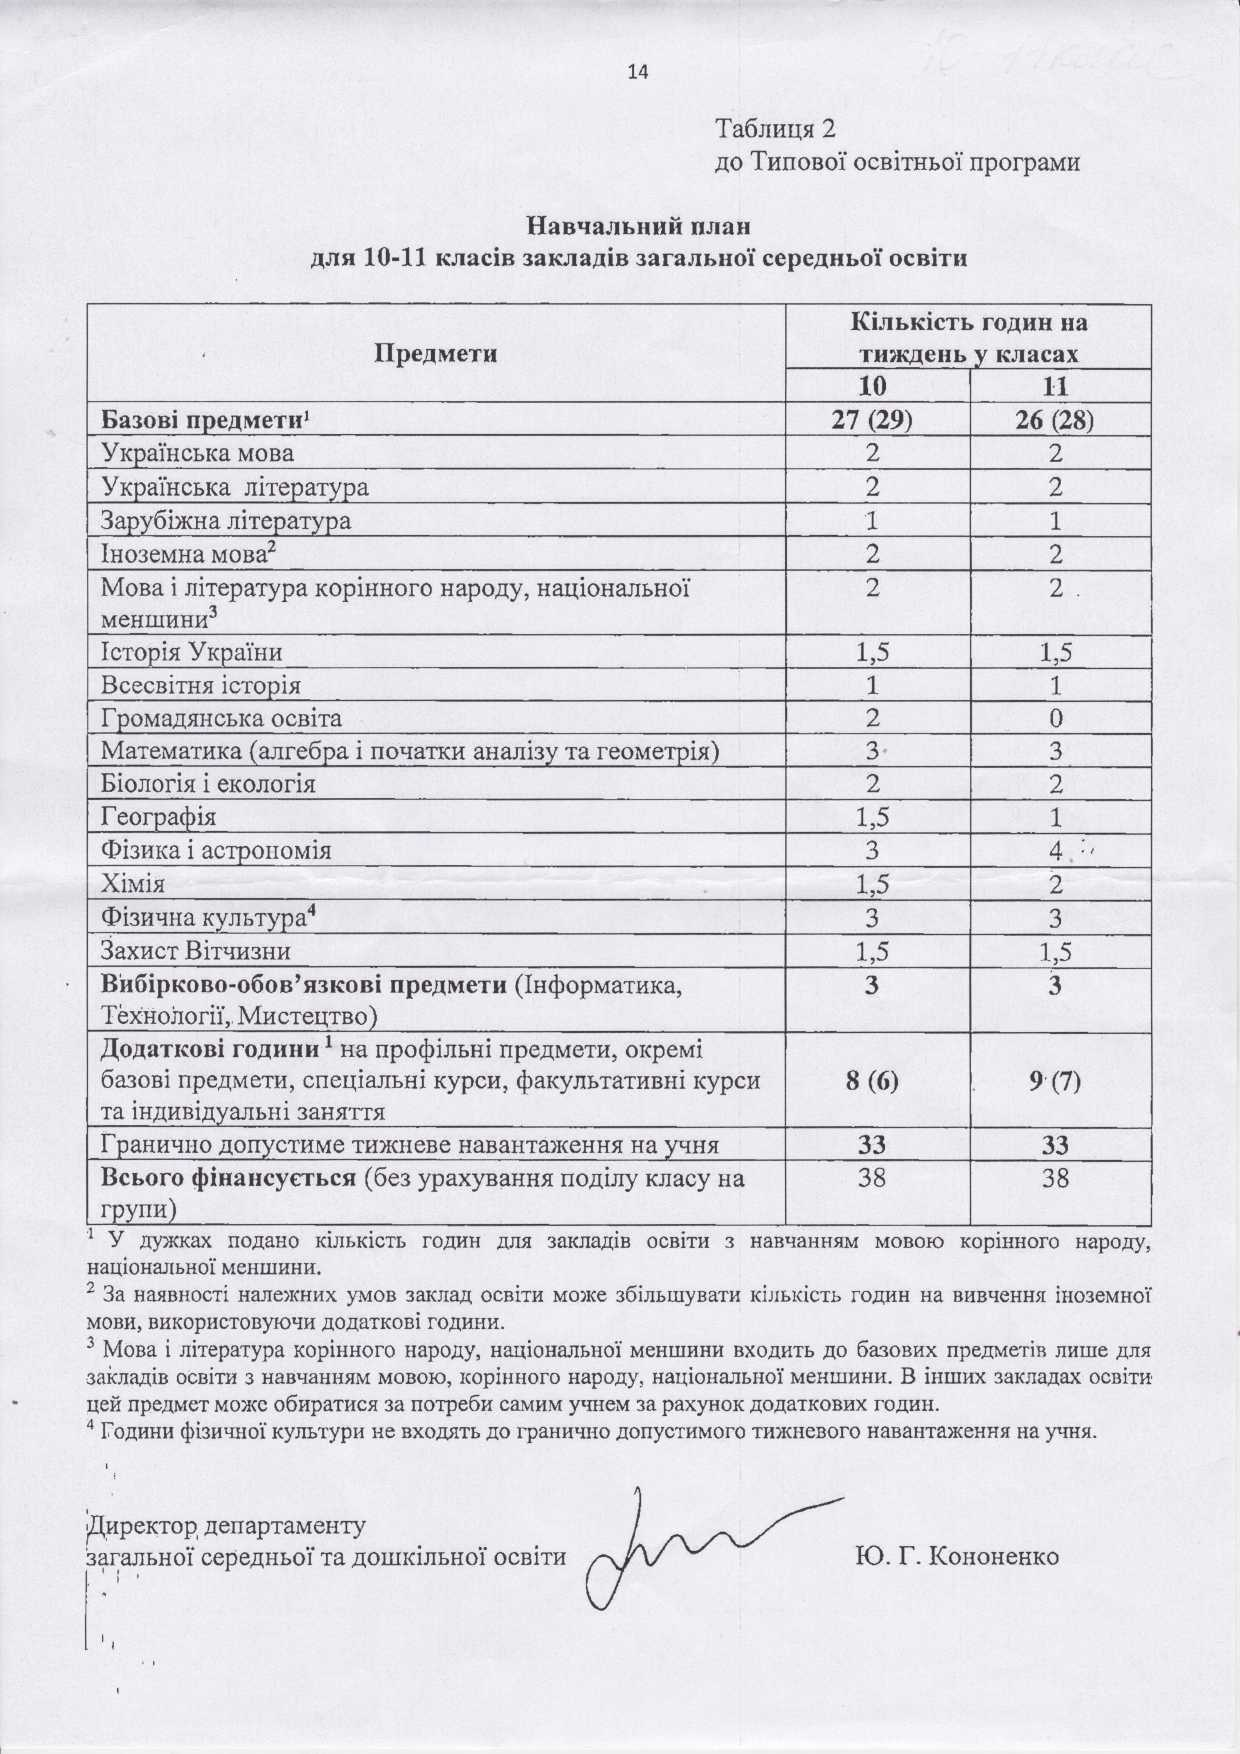 14
Таблиця 2
до Типової освітньої програми
Навчальний план
для 10-11 класів закладів загальної середньої освіти
Предмети
Кількість годин на
тиждень у класах
10 11
Базові предмети¹ 27 (29) 26 (28)
Українська мова 2 2
Українська література 2 2
Зарубіжна література 1 1
Іноземна мова² 2 2
Мова і література корінного народу, національної 2 2
меншини³
Історія України 1,5 1,5
Всесвітня історія 1 1
Громадянська освіта 2 0
Математика (алгебра і початки аналізу та геометрія) 3 3
Біологія і екологія 2 2
Географія 1,5 1
Фізика і астрономія 3 4
Хімія 1,5 2
Фізична культура⁴ 3 3
Захист Вітчизни 1,5 1,5
Вибірково-обов’язкові предмети (Інформатика, 3 3
Технології, Мистецтво)
Додаткові години ¹ на профільні предмети, окремі
базові предмети, спеціальні курси, факультативні курси 8 (6) 9 (7)
та індивідуальні заняття
Гранично допустиме тижневе навантаження на учня 33 33
Всього фінансується (без урахування поділу класу на 38 38
групи)
¹ У дужках подано кількість годин для закладів освіти з навчанням мовою корінного народу,
національної меншини.
² За наявності належних умов заклад освіти може збільшувати кількість годин на вивчення іноземної
мови, використовуючи додаткові години.
³ Мова і література корінного народу, національної меншини входить до базових предметів лише для
закладів освіти з навчанням мовою, корінного народу, національної меншини. В інших закладах освіти
цей предмет може обиратися за потреби самим учнем за рахунок додаткових годин.
⁴ Години фізичної культури не входять до гранично допустимого тижневого навантаження на учня.
Директор департаменту
загальної середньої та дошкільної освіти Ю. Г. Кононенко